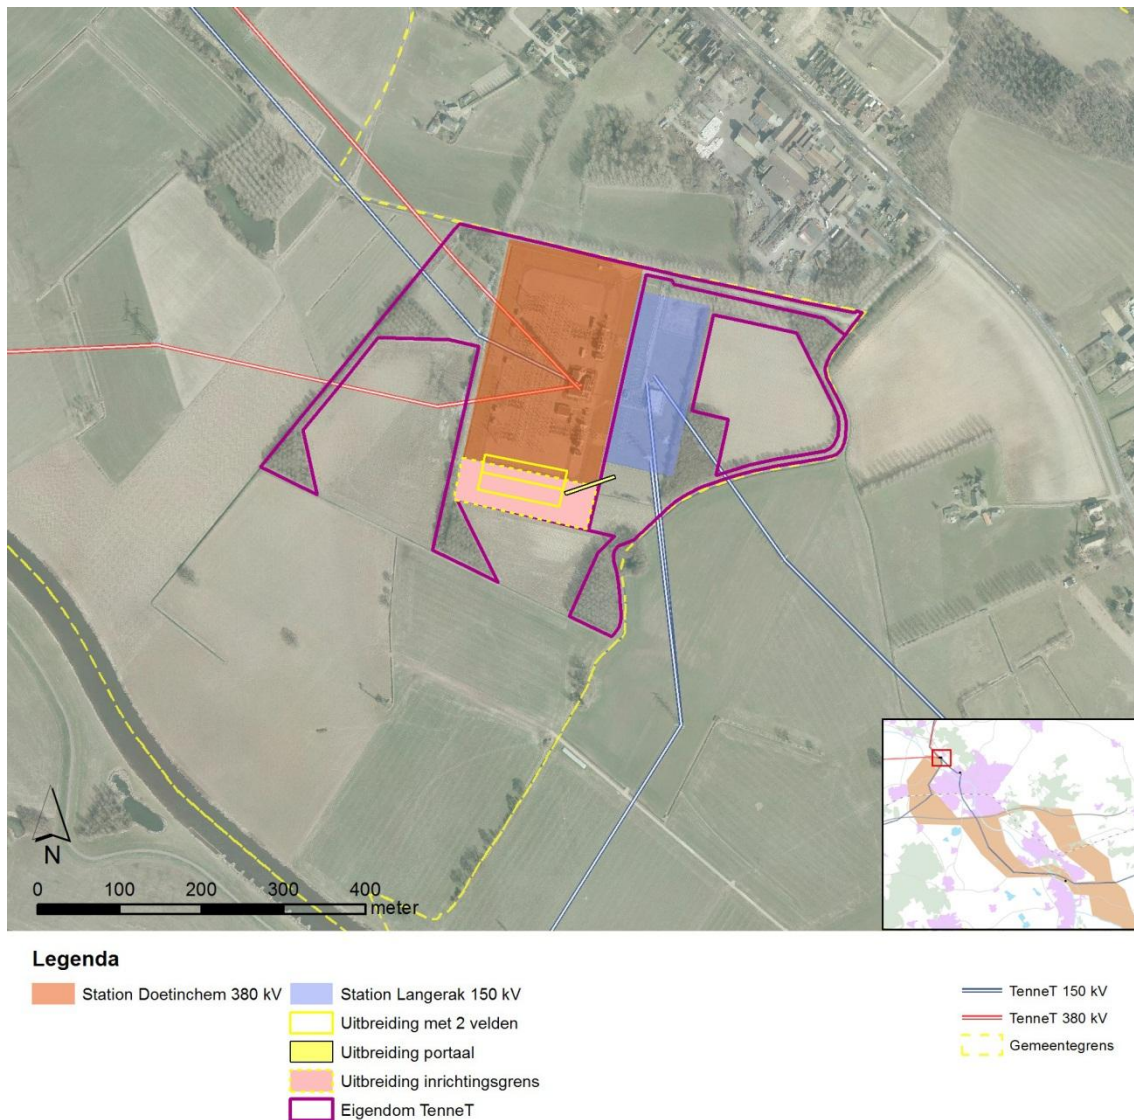 N
0 100 200 300 400
meter
Legenda
Station Doetinchem 380 kV
Station Langerak 150 kV
Uitbreiding met 2 velden
Uitbreiding portaal
Uitbreiding inrichtingsgrens
Eigendom TenneT
TenneT 150 kV
TenneT 380 kV
Gemeentegrens